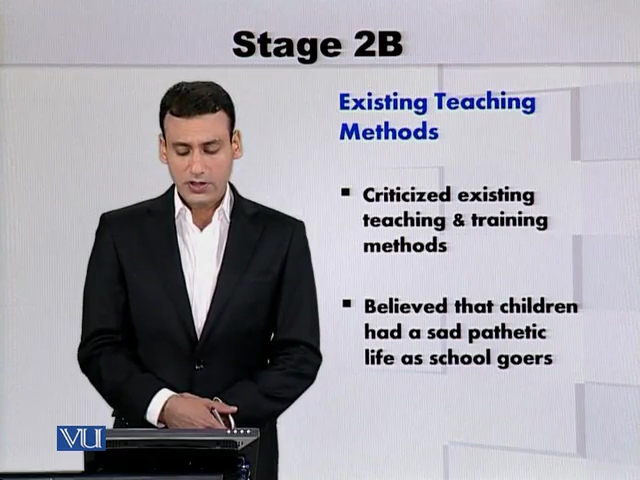 Stage 2B
Existing Teaching
Methods
▪ Criticized existing
teaching & training
methods
▪ Believed that children
had a sad pathetic
life as school goers
VU